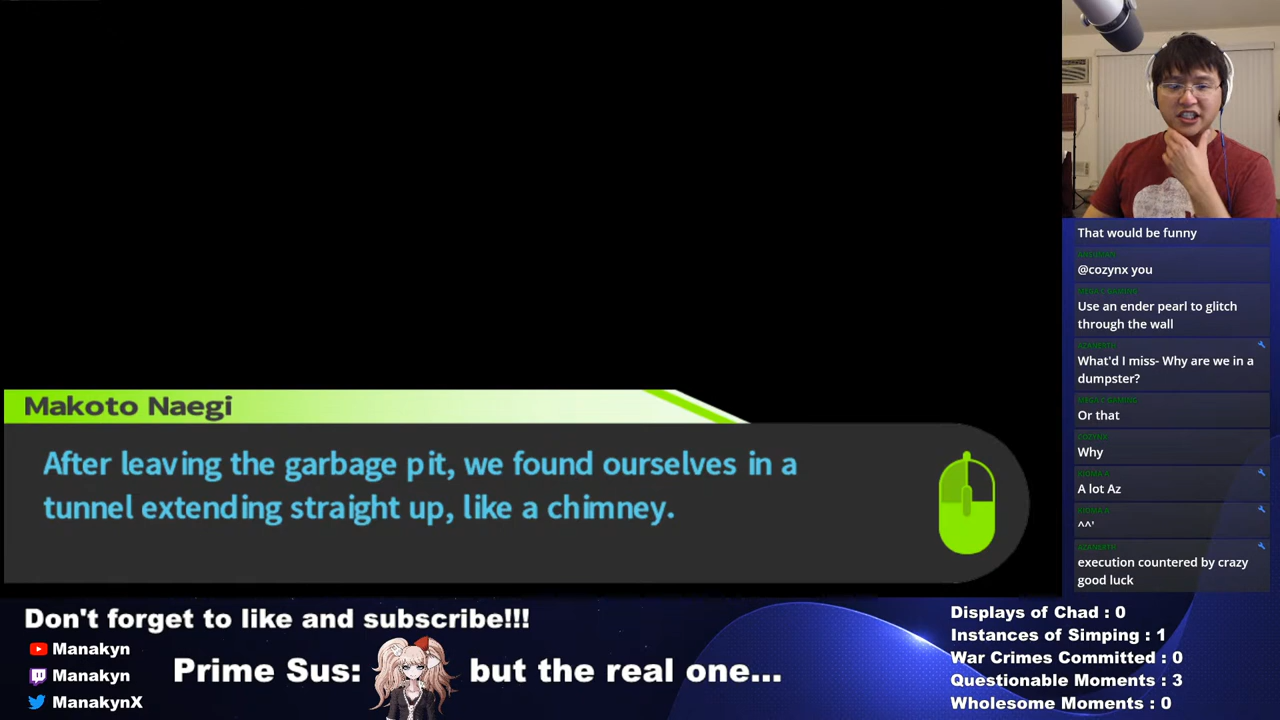 That would be funny
@cozynx you
Use an ender pearl to glitch
through the wall
What'd I miss- Why are we in a
dumpster?
Or that
COZYNX
Why
A lot Az
^^'
execution countered by crazy
good luck
Makoto Naegi
After leaving the garbage pit, we found ourselves in a
tunnel extending straight up, like a chimney.
Don't forget to like and subscribe!!!
Manakyn
Manakyn
ManakynX
Prime Sus: but the real one...
Displays of Chad : 0
Instances of Simping : 1
War Crimes Committed : 0
Questionable Moments : 3
Wholesome Moments : 0